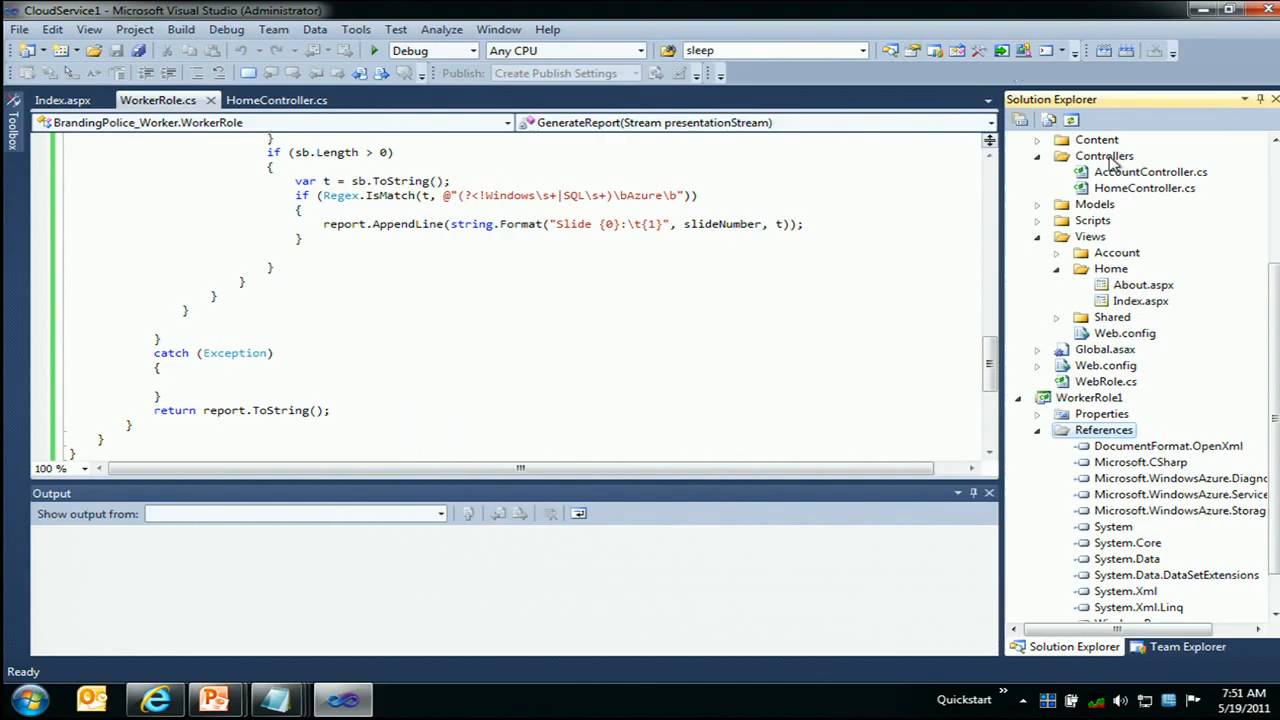 CloudService1 - Microsoft Visual Studio (Administrator)
File Edit View Project Build Debug Team Data Tools Test Analyze Window Help
Debug Any CPU sleep
Publish: Create Publish Settings
Index.aspx WorkerRole.cs HomeController.cs
BrandingPolice_Worker.WorkerRole GenerateReport(Stream presentationStream)
Toolbox
}
if (sb.Length > 0)
{
var t = sb.ToString();
if (Regex.IsMatch(t, @"(?<!Windows\s+|SQL\s+)\bAzure\b"))
{
report.AppendLine(string.Format("Slide {0}:\t{1}", slideNumber, t));
}
}
}
}
}
}
catch (Exception)
{
}
return report.ToString();
}
}
}
100 %
Output
Show output from:
Solution Explorer
Content
Controllers
AccountController.cs
HomeController.cs
Models
Scripts
Views
Account
Home
About.aspx
Index.aspx
Shared
Web.config
Global.asax
Web.config
WebRole.cs
WorkerRole1
Properties
References
DocumentFormat.OpenXml
Microsoft.CSharp
Microsoft.WindowsAzure.Diagno
Microsoft.WindowsAzure.Service
Microsoft.WindowsAzure.Storag
System
System.Core
System.Data
System.Data.DataSetExtensions
System.Xml
System.Xml.Linq
Solution Explorer Team Explorer
Ready
Quickstart
7:51 AM
5/19/2011